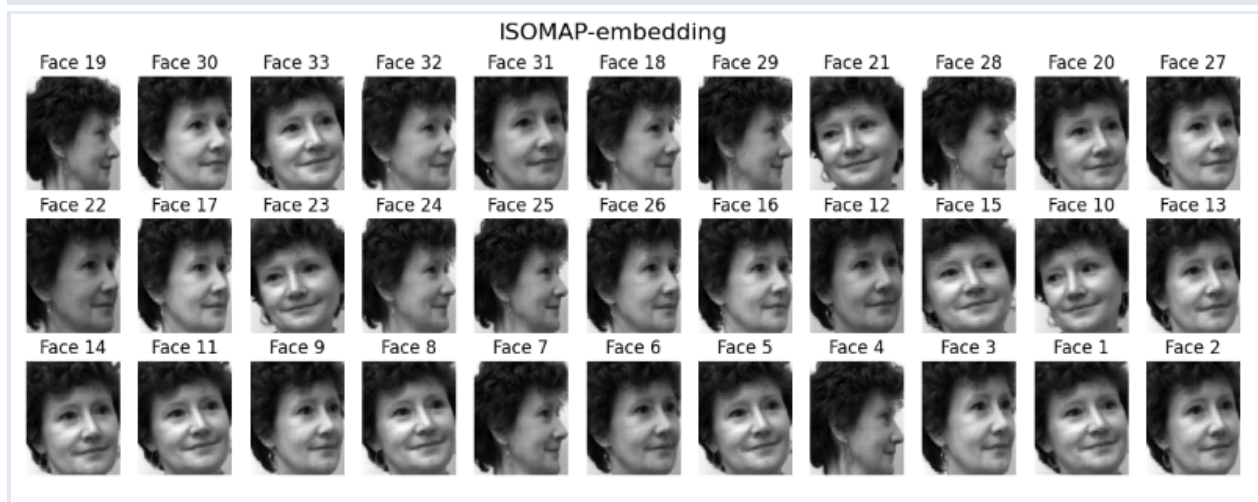 ISOMAP-embedding
Face 19 Face 30 Face 33 Face 32 Face 31 Face 18 Face 29 Face 21 Face 28 Face 20 Face 27
Face 22 Face 17 Face 23 Face 24 Face 25 Face 26 Face 16 Face 12 Face 15 Face 10 Face 13
Face 14 Face 11 Face 9 Face 8 Face 7 Face 6 Face 5 Face 4 Face 3 Face 1 Face 2